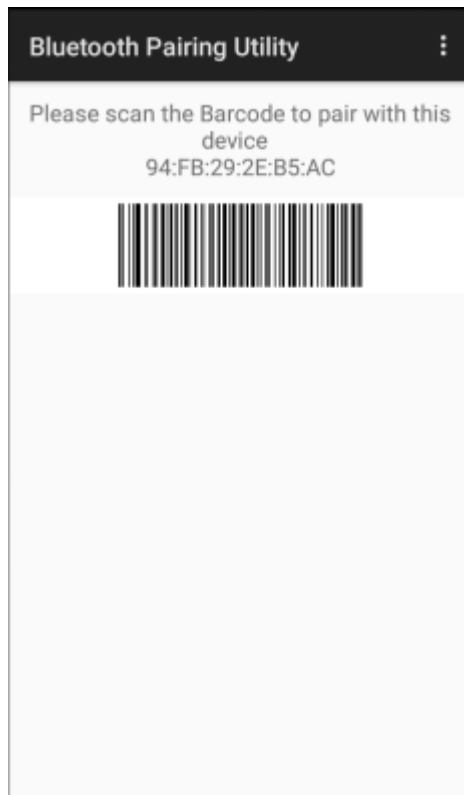 Bluetooth Pairing Utility
Please scan the Barcode to pair with this
device
94:FB:29:2E:B5:AC